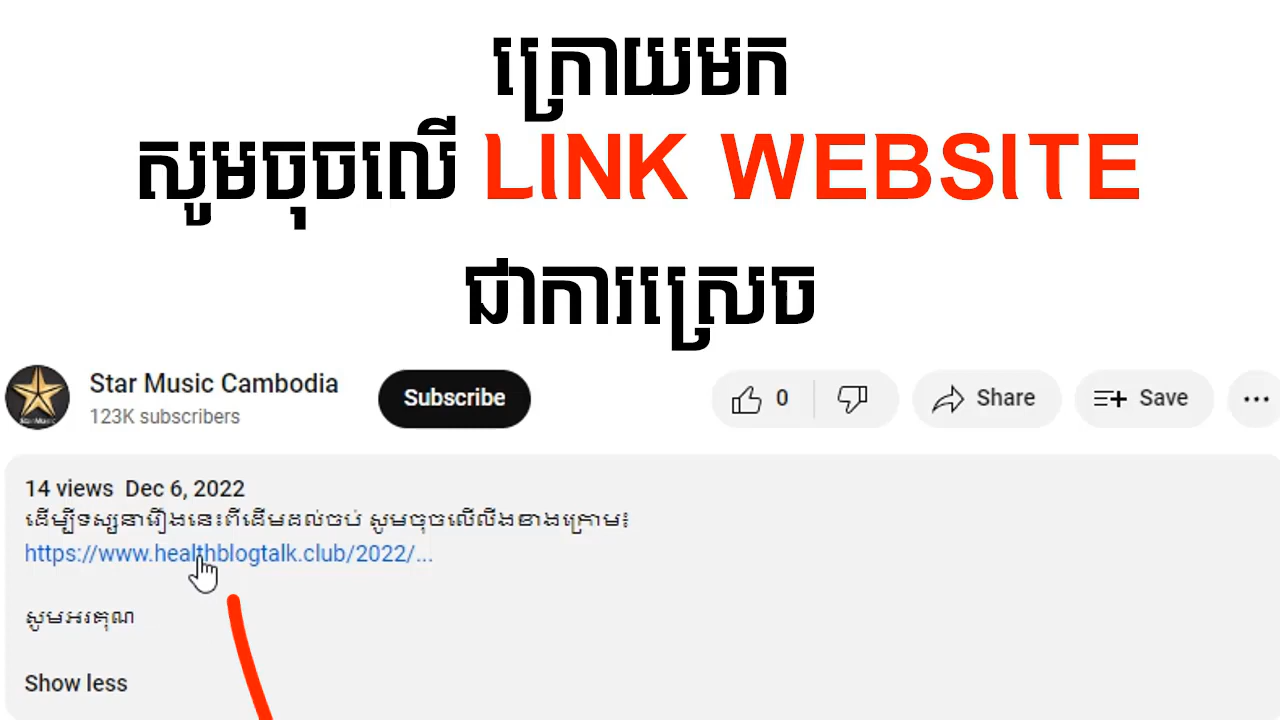 ក្រោយមក
សូមចុចលើ LINK WEBSITE
ជាការស្រេច
Star Music Cambodia
123K subscribers
Subscribe
0
Share
Save
14 views Dec 6, 2022
ដើម្បីទស្សនារឿងនេះពីដើមដល់ចប់ សូមចុចលើលីងខាងក្រោម៖
https://www.healthblogtalk.club/2022/...
សូមអរគុណ
Show less